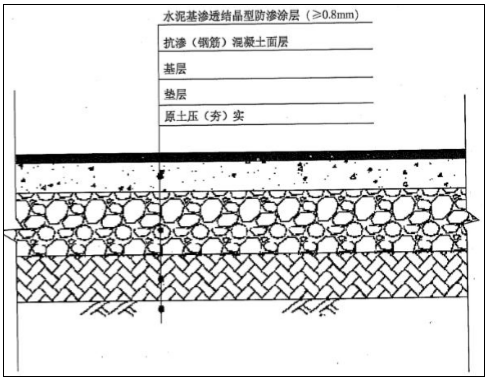 水泥基渗透结晶型防渗涂层（≥0.8mm）
抗渗（钢筋）混凝土面层
基层
垫层
原土压（夯）实